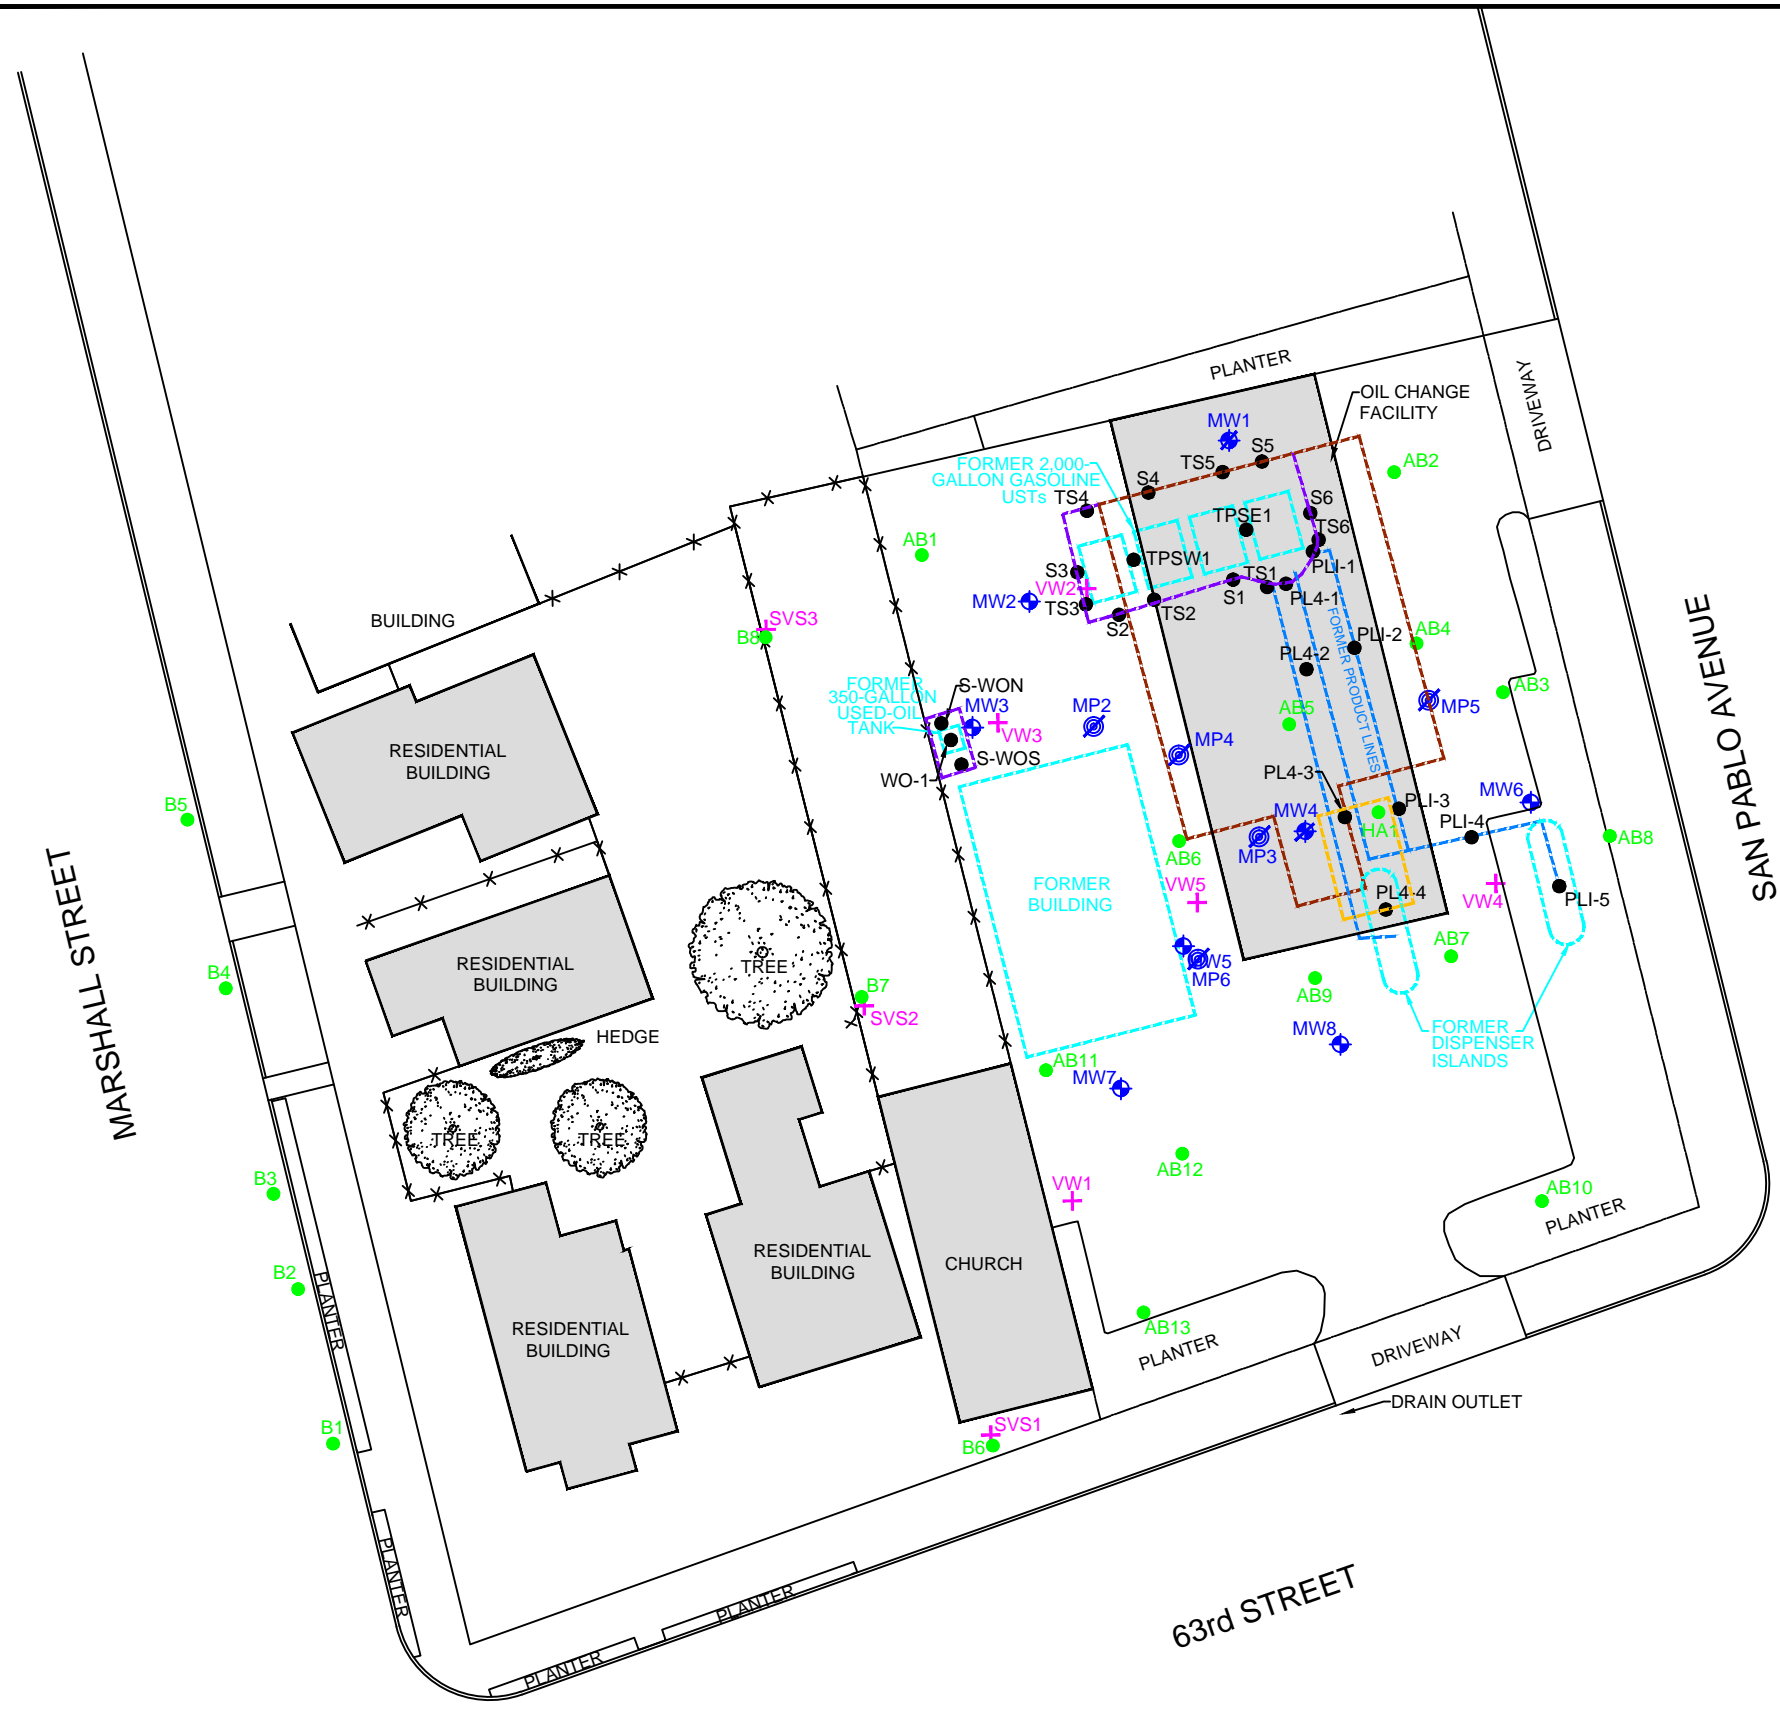 PLANTER
OIL CHANGE
FACILITY
DRIVEWAY
MW1
S5
TS5
AB2
FORMER 2,000-
GALLON GASOLINE
USTs
S4
TS4
S6
TPSE1
TS6
AB1
TPSW1
PLI-1
S3
VW2
TS1
S1
PL4-1
MW2
TS3
TS2
S2
BUILDING
SVS3
B8
FORMER PRODUCT LINES
AB4
PLI-2
PL4-2
SAN PABLO AVENUE
FORMER
350-GALLON
USED-OIL
TANK
S-WON
MW3
VW3
S-WOS
WO-1
MP2
AB5
MP5
AB3
MP4
RESIDENTIAL
BUILDING
PL4-3
PLI-3
MW6
B5
MW4
HA1
PLI-4
AB8
AB6
MP3
MARSHALL STREET
FORMER
BUILDING
VW5
PL4-4
VW4
PLI-5
RESIDENTIAL
BUILDING
TREE
B4
MW5
MP6
AB7
B7
SVS2
AB9
HEDGE
MW8
FORMER
DISPENSER
ISLANDS
AB11
MW7
TREE
TREE
AB12
B3
VW1
AB10
PLANTER
RESIDENTIAL
BUILDING
CHURCH
B2
PLANTER
AB13
RESIDENTIAL
BUILDING
PLANTER
DRIVEWAY
DRAIN OUTLET
B1
SVS1
B6
PLANTER
PLANTER
63rd STREET
PLANTER